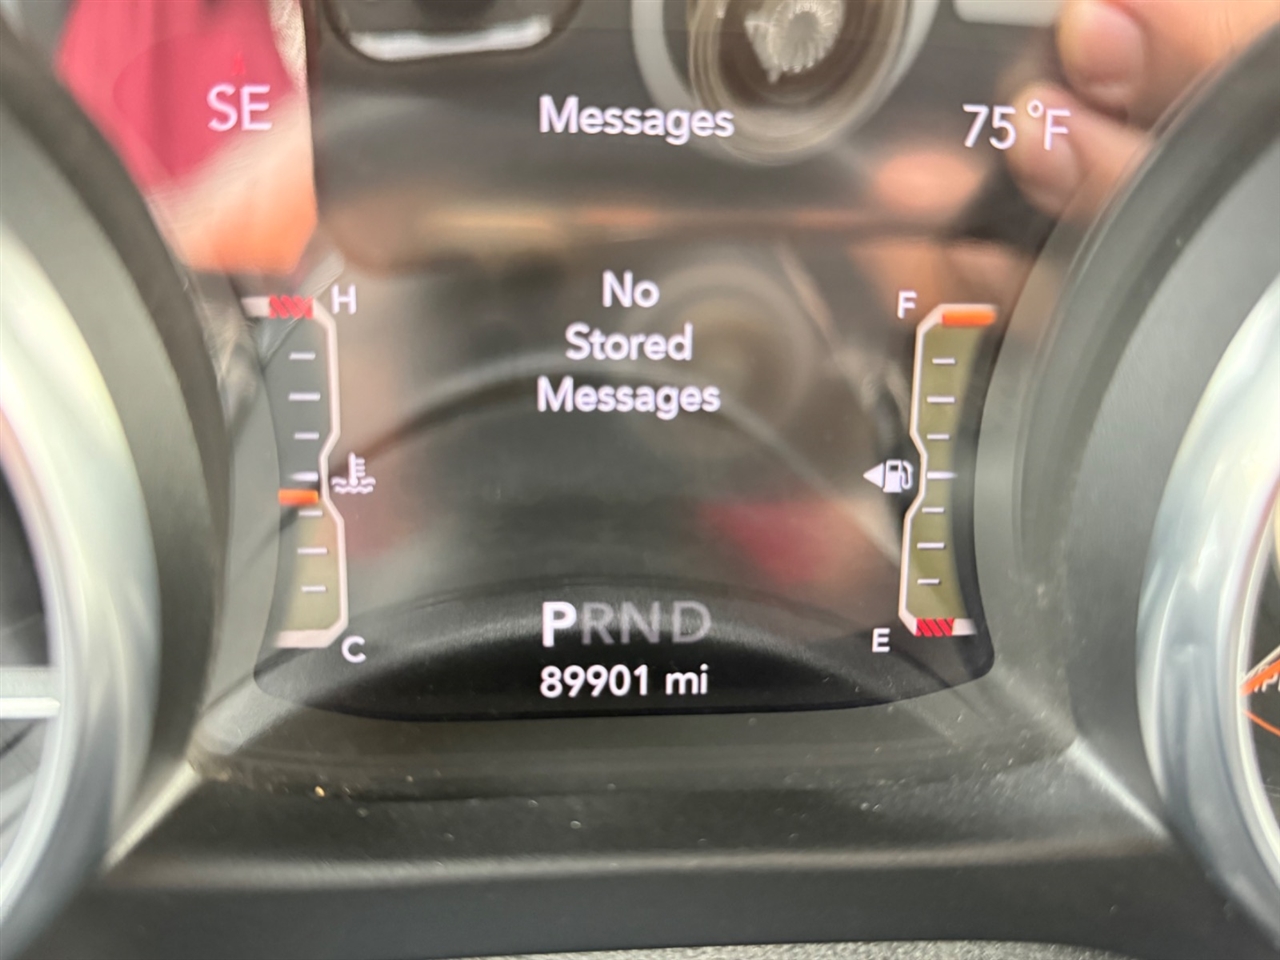 SE Messages 75°F
No
Stored
Messages
H F
C E
PRND
89901 mi